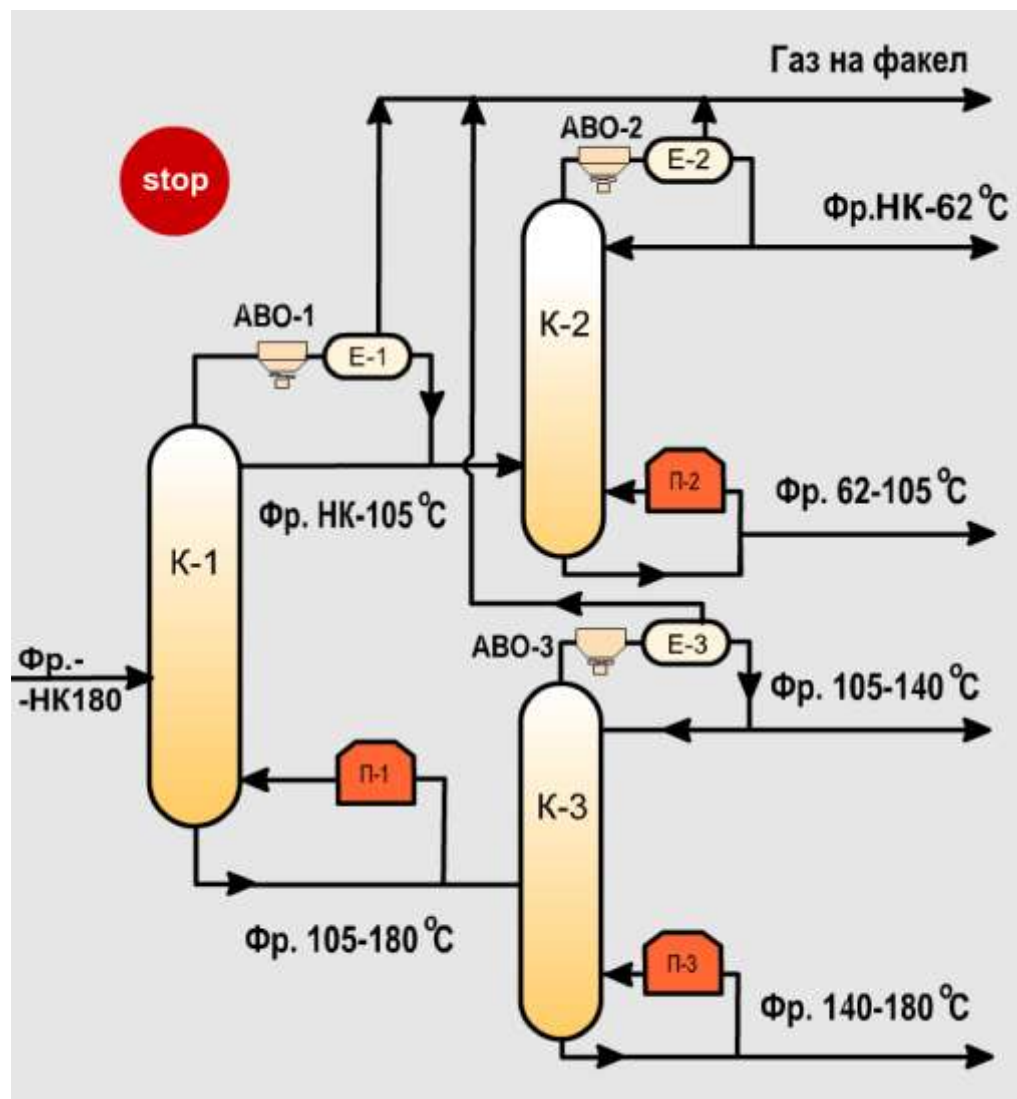 Газ на факел
АВО-2
Е-2
stop
Фр.НК-62 °С
АВО-1
Е-1
К-2
П-2
Фр. 62-105 °С
Фр. НК-105 °С
К-1
Е-3
АВО-3
Фр.-
-НК180
Фр. 105-140 °С
П-1
К-3
Фр. 105-180 °С
П-3
Фр. 140-180 °С